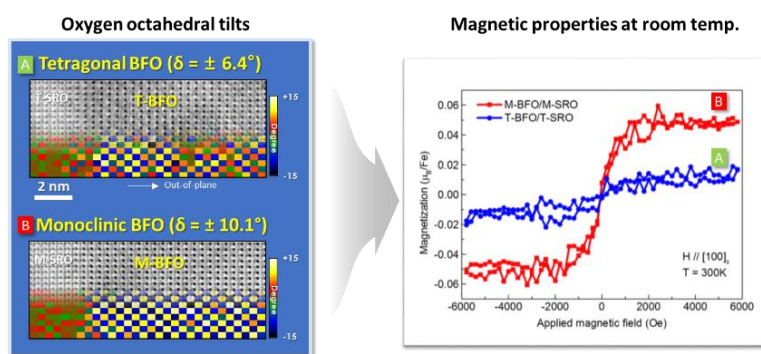 Oxygen octahedral tilts
A Tetragonal BFO (δ = ± 6.4°)
T-SRO
T-BFO
+15
Degree
-15
2 nm
Out-of-plane
B Monoclinic BFO (δ = ± 10.1°)
M-SRO
M-BFO
+15
Degree
-15
Magnetic properties at room temp.
M-BFO/M-SRO
T-BFO/T-SRO
B
A
0.06
0.04
0.02
0.00
-0.02
-0.04
-0.06
Magnetization (μB/Fe)
H // [100]c
T = 300K
-6000 -4000 -2000 0 2000 4000 6000
Applied magnetic field (Oe)